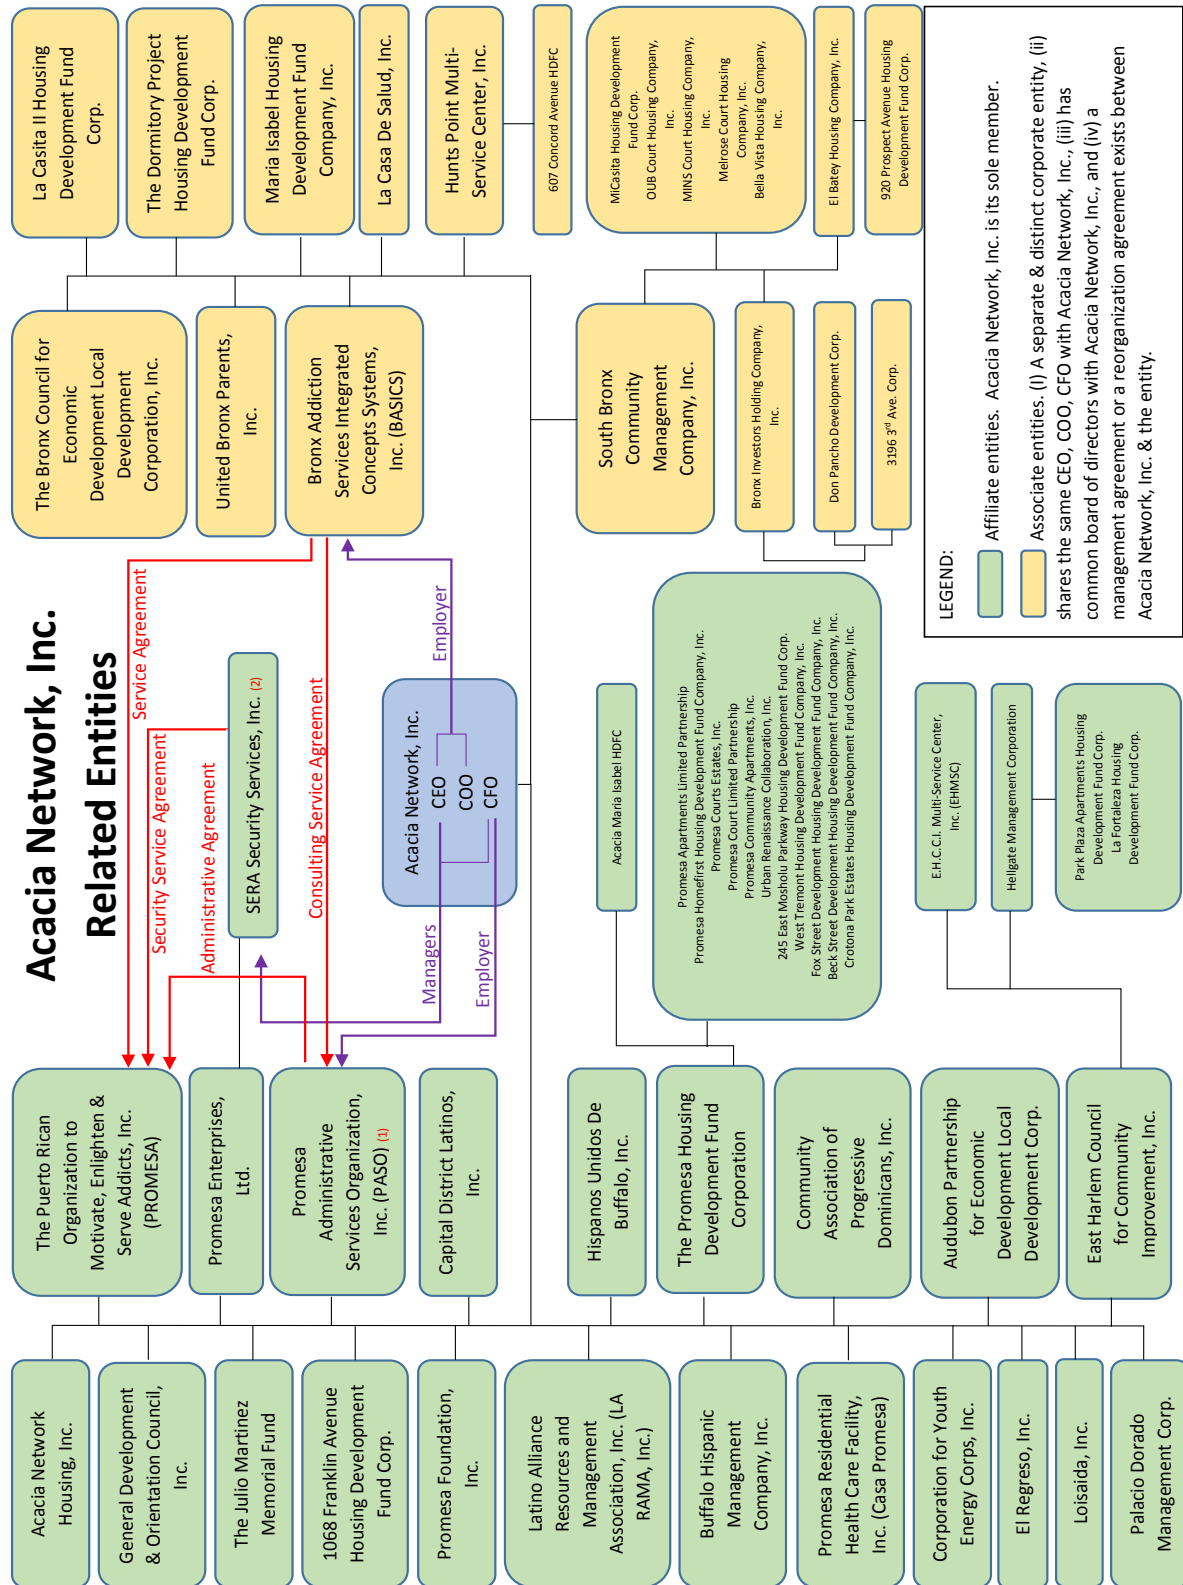 Acacia Network, Inc.
Related Entities
Acacia Network
Housing, Inc.
General Development
& Orientation Council,
Inc.
The Julio Martinez
Memorial Fund
1068 Franklin Avenue
Housing Development
Fund Corp.
Promesa Foundation,
Inc.
Latino Alliance
Resources and
Management
Association, Inc. (LA
RAMA, Inc.)
Buffalo Hispanic
Management
Company, Inc
Promesa Residential
Health Care Facility,
Inc. (Casa Promesa)
Corporation for Youth
Energy Corps, Inc.
El Regreso, Inc.
Loisaida, Inc.
Palacio Dorado
Management Corp.
The Puerto Rican
Organization to
Motivate, Enlighten &
Serve Addicts, Inc.
(PROMESA)
Promesa Enterprises,
Ltd.
Promesa
Administrative
Services Organization,
Inc. (PASO) (1)
Capital District Latinos,
Inc.
Hispanos Unidos De
Buffalo, Inc.
The Promesa Housing
Development Fund
Corporation
Community
Association of
Progressive
Dominicans, Inc.
Audubon Partnership
for Economic
Development Local
Development Corp.
East Harlem Council
for Community
Improvement, Inc.
Service Agreement
Security Service Agreement
Administrative Agreement
SERA Security Services, Inc. (2)
Consulting Service Agreement
Managers
Employer
Employer
Acacia Network, Inc.
CEO
COO
CFO
Acacia Maria Isabel HDFC
Promesa Apartments Limited Partnership
Promesa Homefirst Housing Development Fund Company, Inc.
Promesa Courts Estates, Inc.
Promesa Court Limited Partnership
Promesa Community Apartments, Inc.
Urban Renaissance Collaboration, Inc.
245 East Mosholu Parkway Housing Development Fund Corp.
West Tremont Housing Development Fund Company, Inc.
Fox Street Development Housing Development Fund Company, Inc.
Beck Street Development Housing Development Fund Company, Inc.
Crotona Park Estates Housing Development Fund Company, Inc.
E.H.C.C.I. Multi-Service Center,
Inc. (EHMSC)
Hellgate Management Corporation
Park Plaza Apartments Housing
Development Fund Corp.
La Fortaleza Housing
Development Fund Corp.
The Bronx Council for
Economic
Development Local
Development
Corporation, Inc.
United Bronx Parents,
Inc.
Bronx Addiction
Services Integrated
Concepts Systems,
Inc. (BASICS)
South Bronx
Community
Management
Company, Inc.
Bronx Investors Holding Company,
Inc.
Don Pancho Development Corp.
3196 3rd Ave. Corp.
La Casita II Housing
Development Fund
Corp.
The Dormitory Project
Housing Development
Fund Corp.
Maria Isabel Housing
Development Fund
Company, Inc.
La Casa De Salud, Inc.
Hunts Point Multi-
Service Center, Inc.
607 Concord Avenue HDFC
MiCasita Housing Development
Fund Corp.
OUB Court Housing Company,
Inc.
MINS Court Housing Company,
Inc.
Melrose Court Housing
Company, Inc.
Bella Vista Housing Company,
Inc.
El Batey Housing Company, Inc.
920 Prospect Avenue Housing
Development Fund Corp.
LEGEND:
Affiliate entities. Acacia Network, Inc. is its sole member.
Associate entities. (I) A separate & distinct corporate entity, (ii)
shares the same CEO, COO, CFO with Acacia Network, Inc., (iii) has
common board of directors with Acacia Network, Inc., and (iv) a
management agreement or a reorganization agreement exists between
Acacia Network, Inc. & the entity.